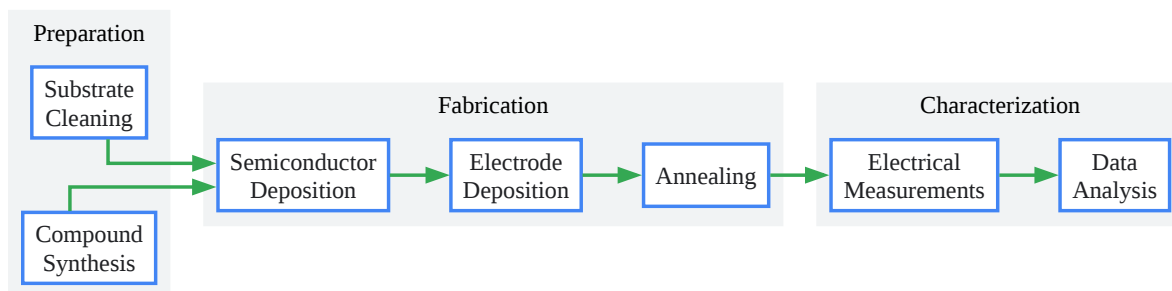 Preparation
Substrate
Cleaning
Compound
Synthesis
Fabrication
Semiconductor
Deposition
Electrode
Deposition
Annealing
Characterization
Electrical
Measurements
Data
Analysis